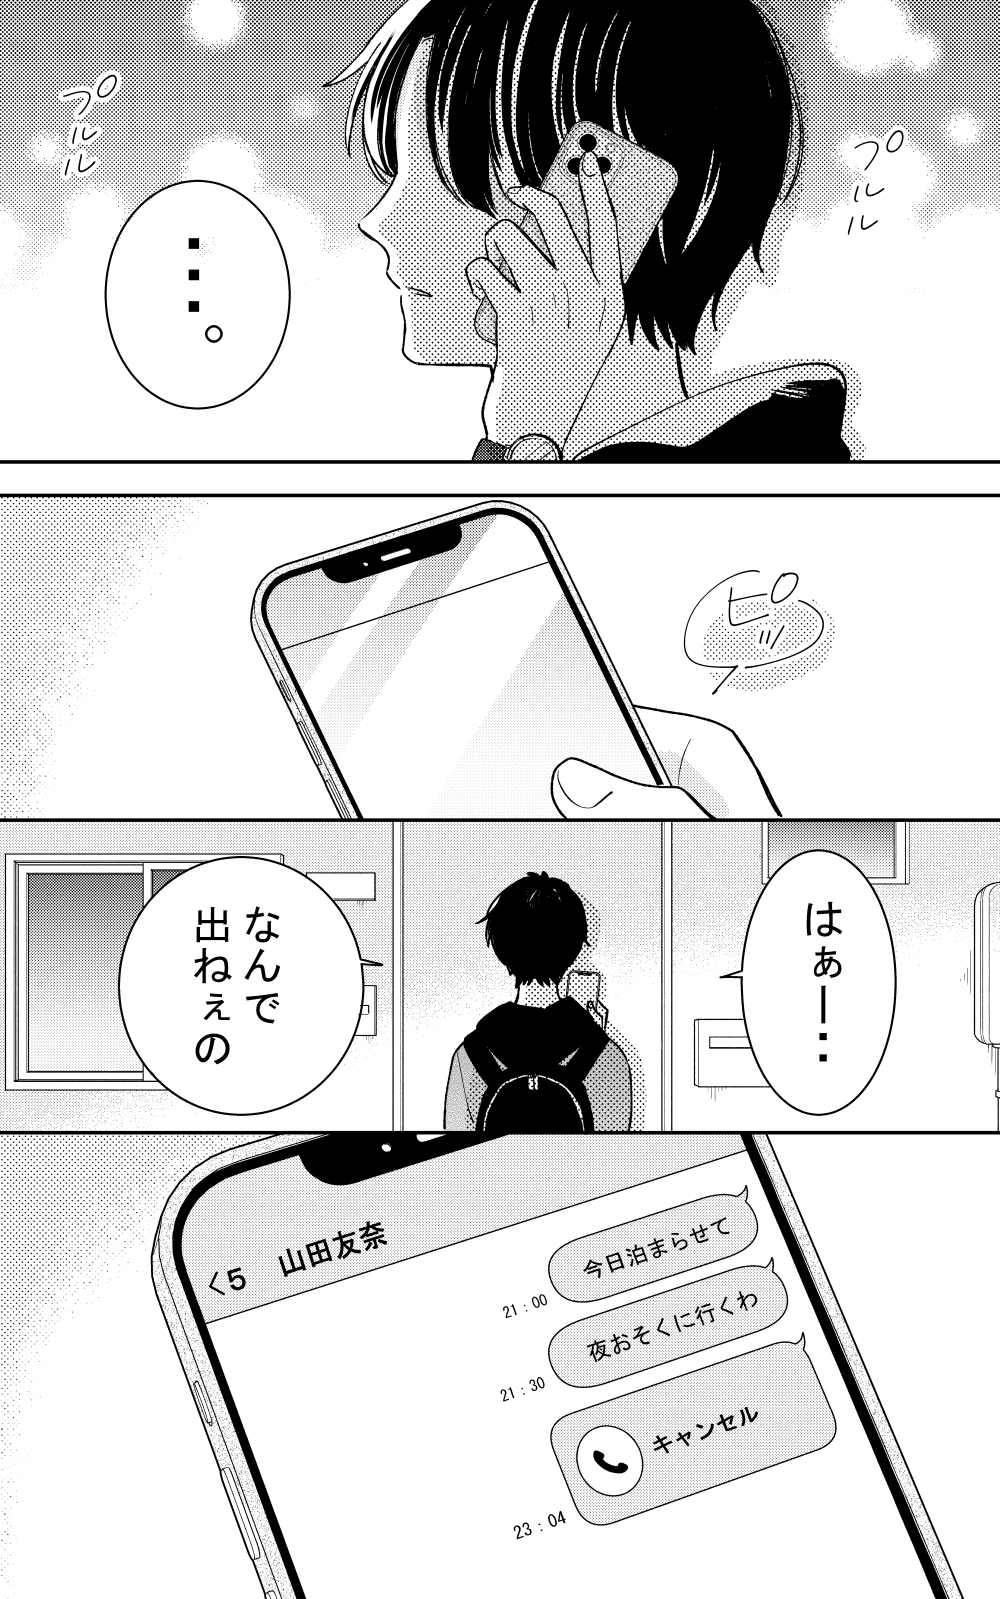 プルルル
プルルル
・・・。
ピッ
はぁー・・
なんで
出ねぇの
<5 山田友奈
今日泊まらせて
21：00
夜おそくに行くわ
21：30
キャンセル
23：04